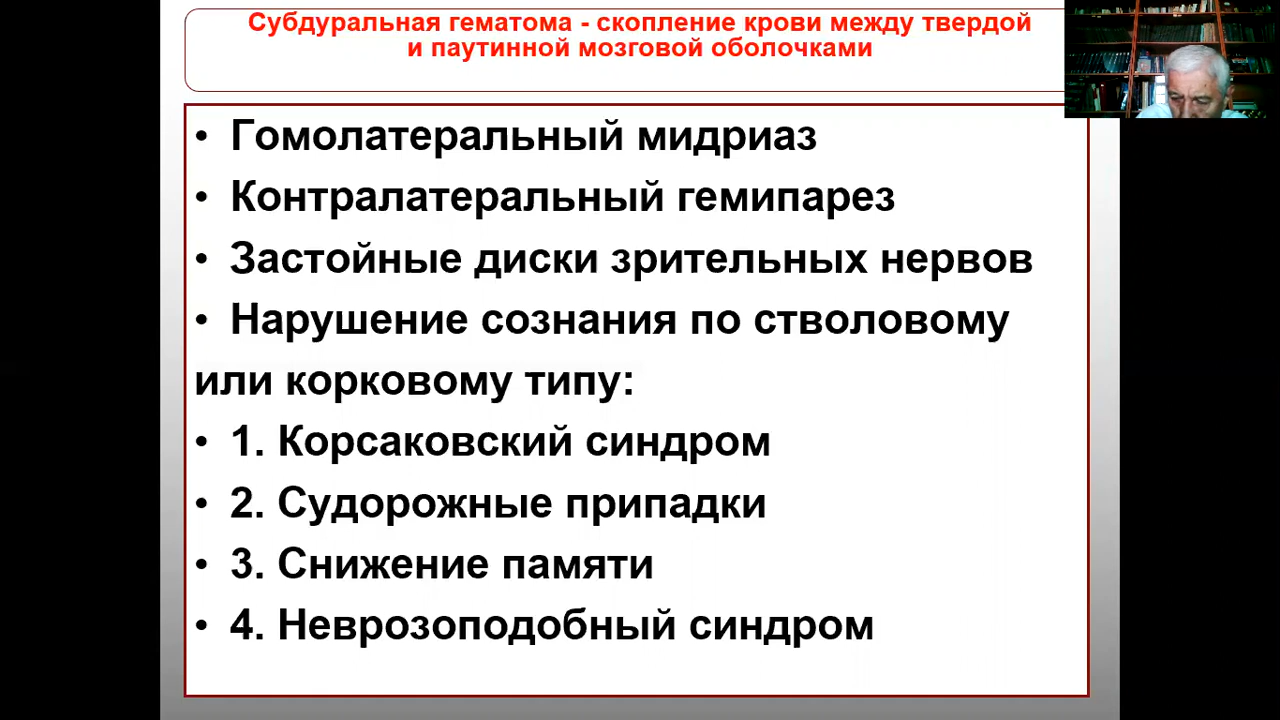 Субдуральная гематома - скопление крови между твердой
и паутинной мозговой оболочками
• Гомолатеральный мидриаз
• Контралатеральный гемипарез
• Застойные диски зрительных нервов
• Нарушение сознания по стволовому
или корковому типу:
• 1. Корсаковский синдром
• 2. Судорожные припадки
• 3. Снижение памяти
• 4. Неврозоподобный синдром